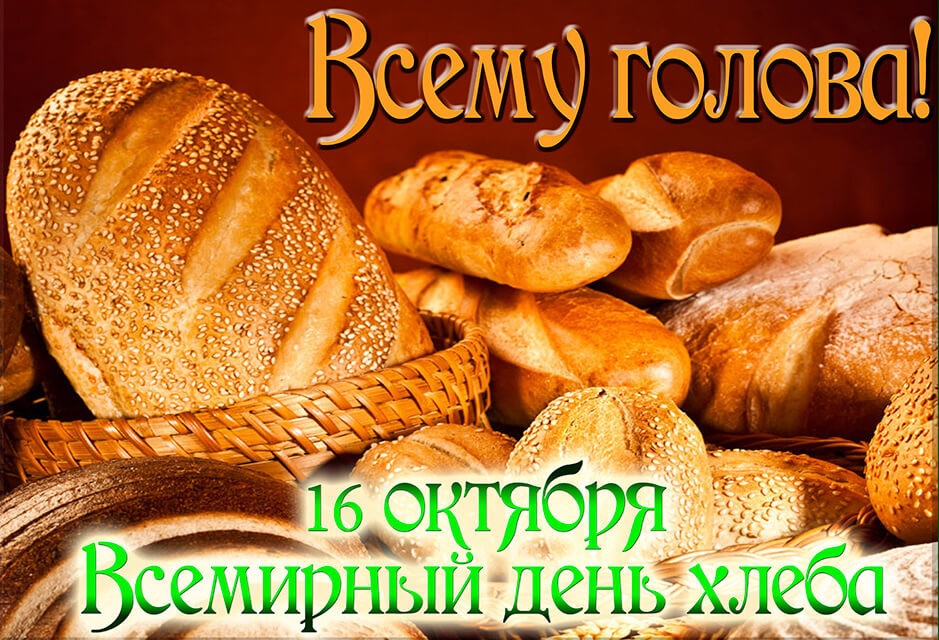 Всему голова!
16 октября
Всемирный день хлеба